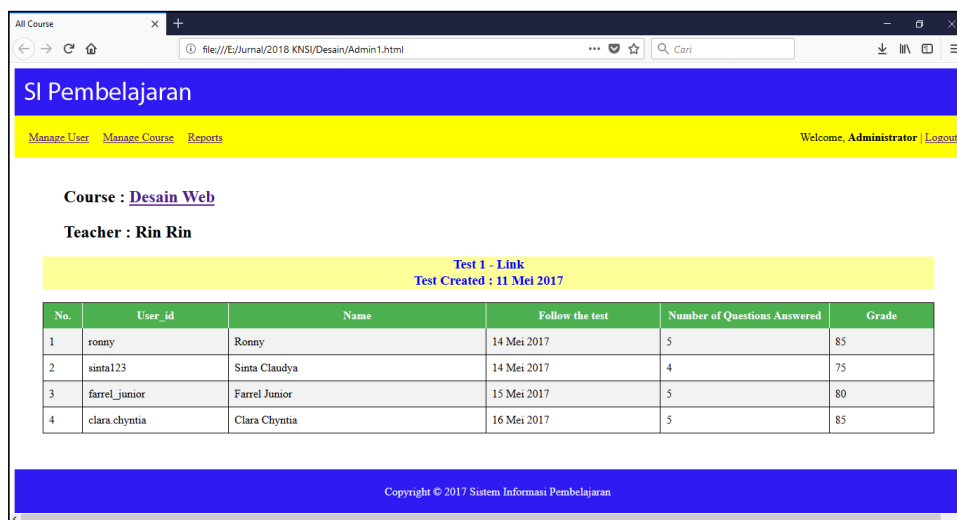 All Course
file:///E:/Jurnal/2018 KNSI/Desain/Admin1.html
Cari
SI Pembelajaran
Manage User Manage Course Reports Welcome, Administrator | Logout
Course : Desain Web
Teacher : Rin Rin
Test 1 - Link
Test Created : 11 Mei 2017
No. User_id Name Follow the test Number of Questions Answered Grade
1 ronny Ronny 14 Mei 2017 5 85
2 sinta123 Sinta Claudya 14 Mei 2017 4 75
3 farrel_junior Farrel Junior 15 Mei 2017 5 80
4 clara.chyntia Clara Chyntia 16 Mei 2017 5 85
Copyright © 2017 Sistem Informasi Pembelajaran